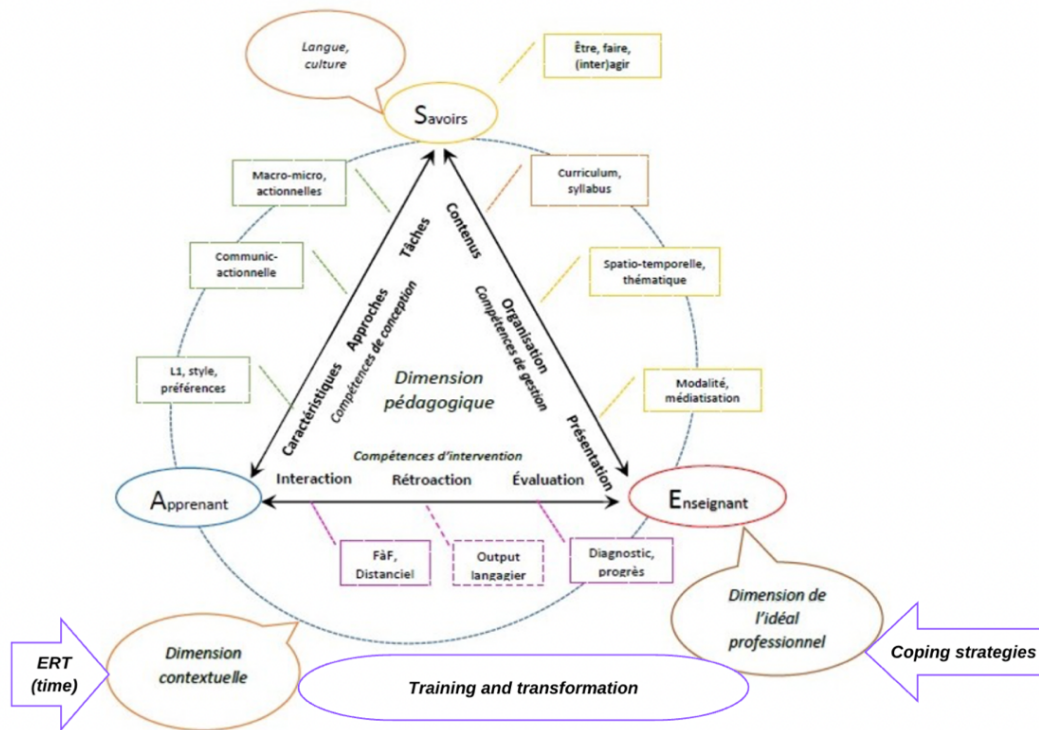 Langue,
culture
Être, faire,
(inter)agir
Savoirs
Macro-micro,
actionnelles
Curriculum,
syllabus
Tâches
Contenus
Communic-
actionnelle
Spatio-temporelle,
thématique
Approches
Compétences de conception
Organisation
Compétences de gestion
L1, style,
préférences
Caractéristiques
Dimension
pédagogique
Modalité,
médiatisation
Présentation
Compétences d'intervention
Interaction
Rétroaction
Évaluation
Apprenant
Enseignant
FàF,
Distanciel
Output
langagier
Diagnostic,
progrès
Dimension de
l'idéal
professionnel
ERT
(time)
Dimension
contextuelle
Training and transformation
Coping strategies